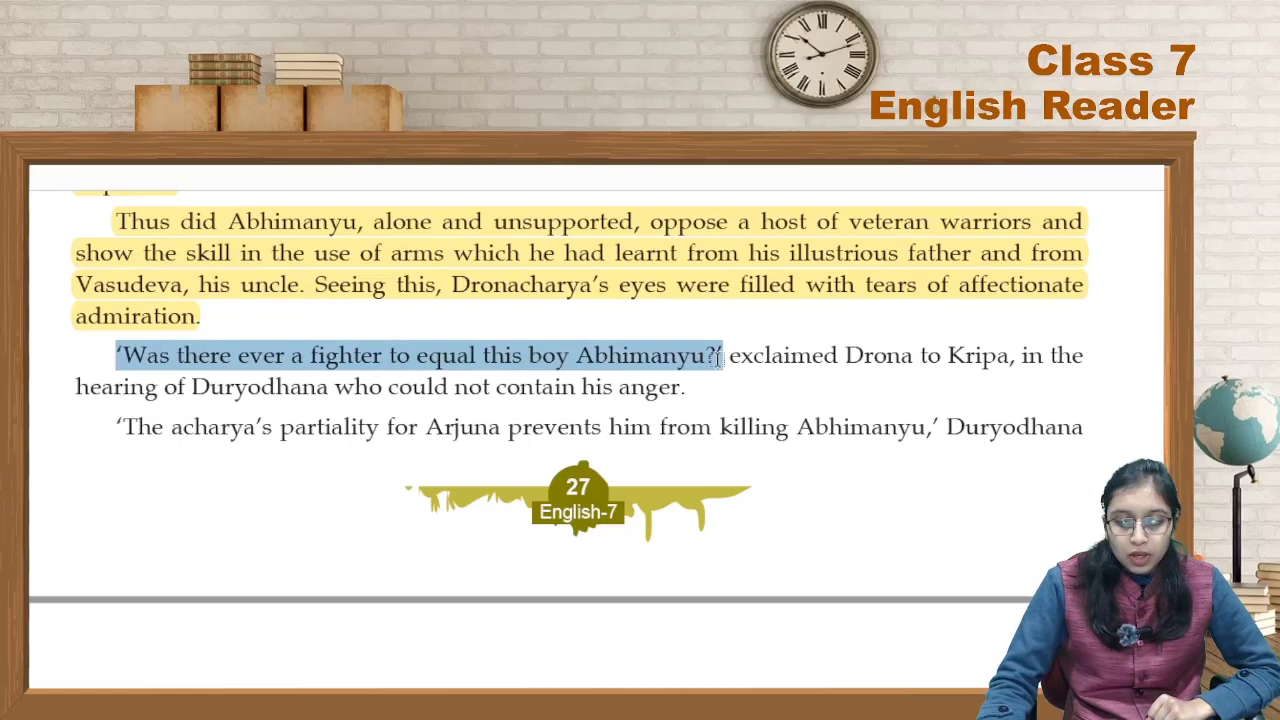 Class 7
English Reader
Thus did Abhimanyu, alone and unsupported, oppose a host of veteran warriors and
show the skill in the use of arms which he had learnt from his illustrious father and from
Vasudeva, his uncle. Seeing this, Dronacharya’s eyes were filled with tears of affectionate
admiration.
‘Was there ever a fighter to equal this boy Abhimanyu?’ exclaimed Drona to Kripa, in the
hearing of Duryodhana who could not contain his anger.
‘The acharya’s partiality for Arjuna prevents him from killing Abhimanyu,’ Duryodhana
27
English-7